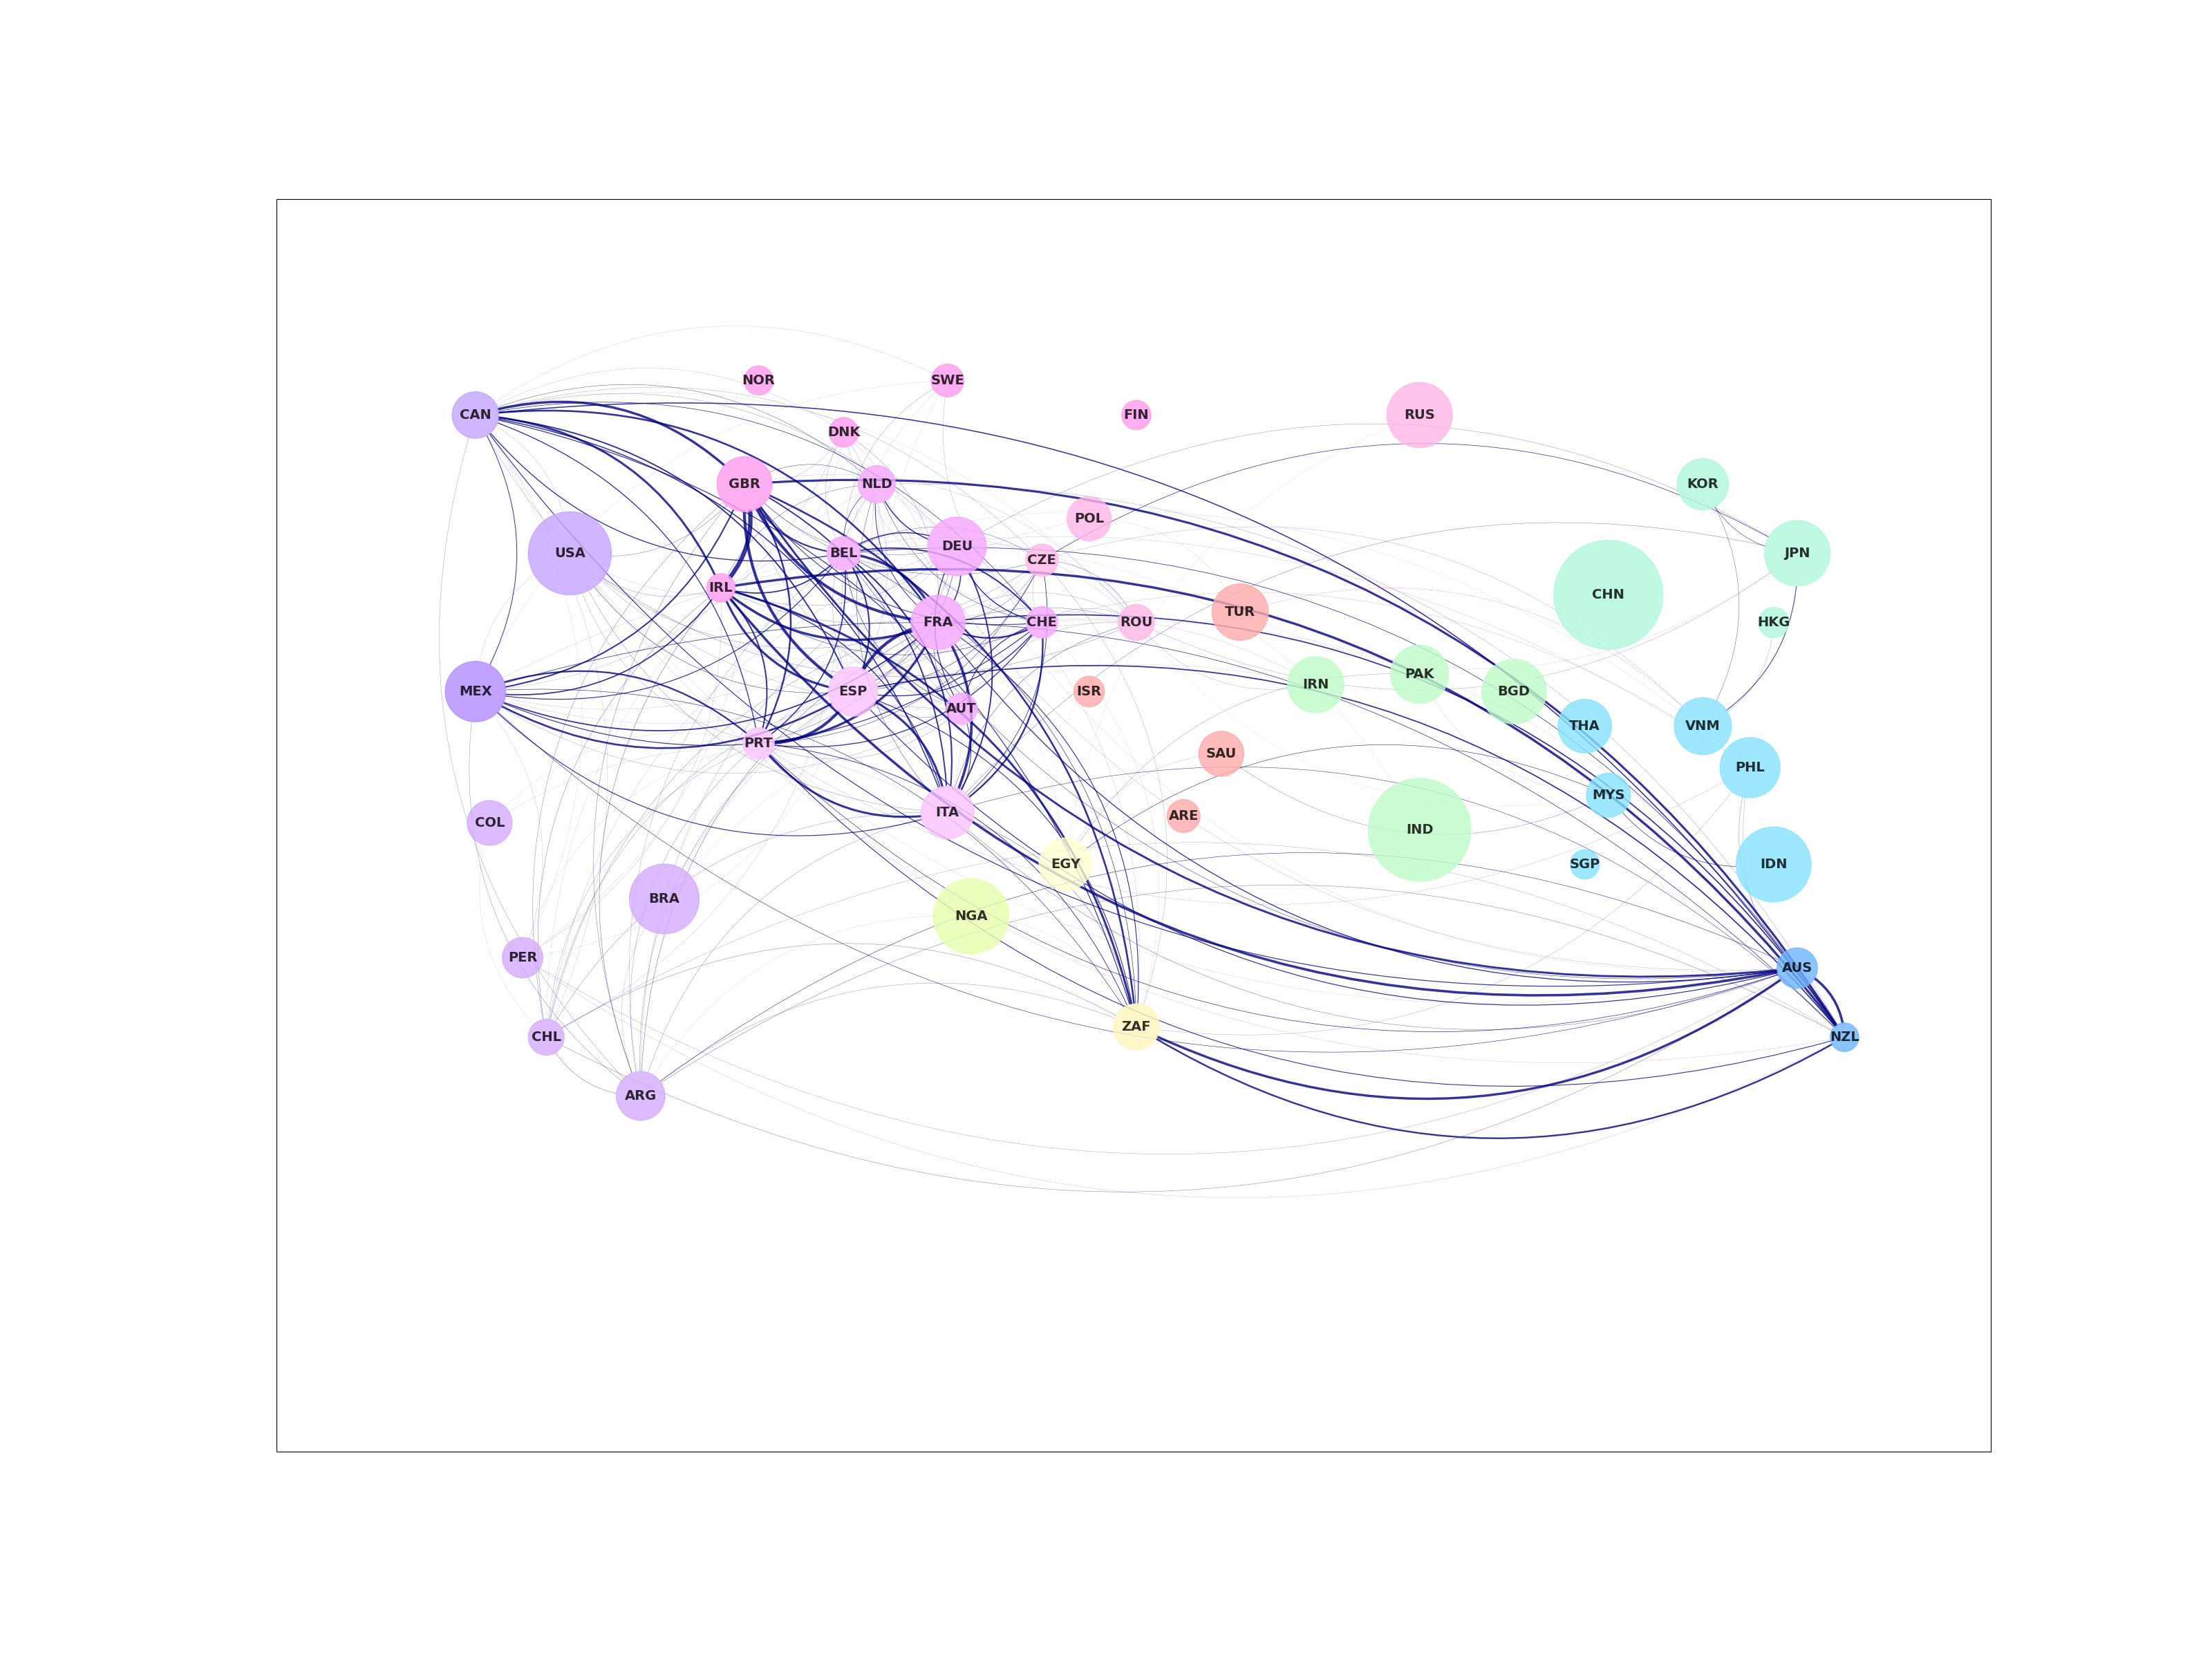 NOR
SWE
CAN
FIN
RUS
DNK
GBR
NLD
KOR
POL
USA
BEL
DEU
CZE
JPN
IRL
CHN
TUR
FRA
CHE
ROU
HKG
PAK
IRN
MEX
ESP
ISR
BGD
AUT
THA
VNM
PRT
SAU
PHL
MYS
COL
ITA
ARE
IND
EGY
SGP
IDN
BRA
NGA
PER
AUS
ZAF
CHL
NZL
ARG